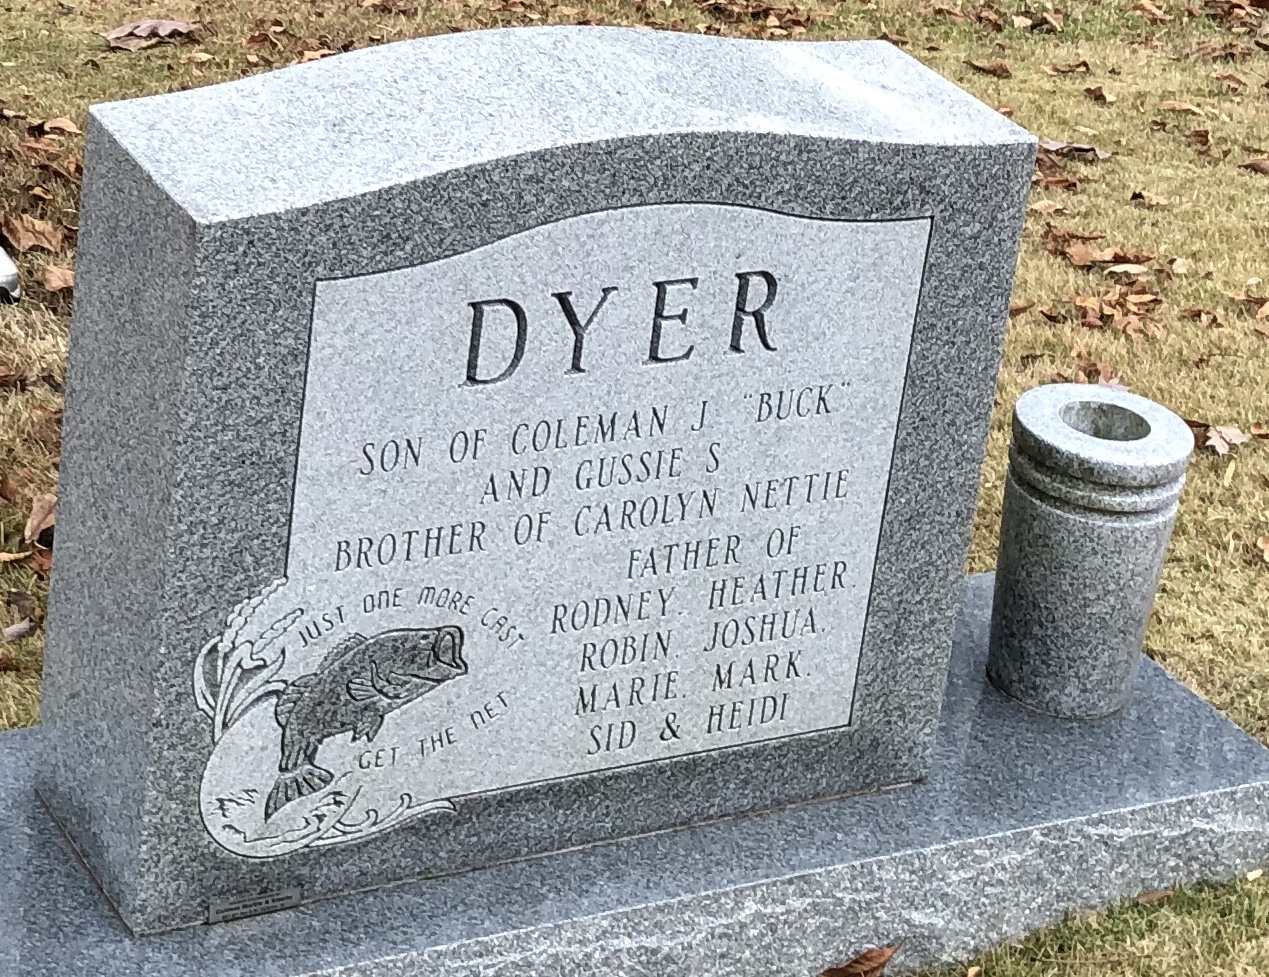 DYER
SON OF COLEMAN J "BUCK"
AND GUSSIE S
BROTHER OF CAROLYN NETTIE
FATHER OF
RODNEY, HEATHER,
ROBIN, JOSHUA,
MARIE, MARK,
SID & HEIDI
JUST ONE MORE CAST
GET THE NET